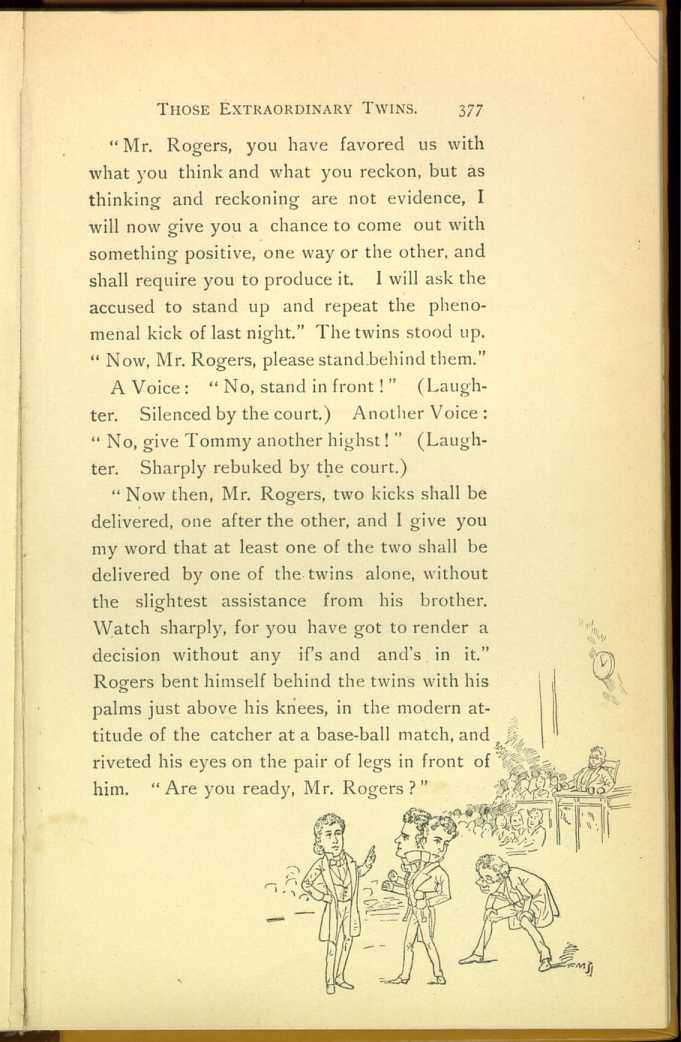 THOSE EXTRAORDINARY TWINS. 377
“Mr. Rogers, you have favored us with
what you think and what you reckon, but as
thinking and reckoning are not evidence, I
will now give you a chance to come out with
something positive, one way or the other, and
shall require you to produce it. I will ask the
accused to stand up and repeat the pheno-
menal kick of last night.” The twins stood up.
“Now, Mr. Rogers, please stand behind them.”
A Voice: “No, stand in front!” (Laugh-
ter. Silenced by the court.) Another Voice:
“No, give Tommy another highst!” (Laugh-
ter. Sharply rebuked by the court.)
“Now then, Mr. Rogers, two kicks shall be
delivered, one after the other, and I give you
my word that at least one of the two shall be
delivered by one of the twins alone, without
the slightest assistance from his brother.
Watch sharply, for you have got to render a
decision without any if’s and and’s in it.”
Rogers bent himself behind the twins with his
palms just above his knees, in the modern at-
titude of the catcher at a base-ball match, and
riveted his eyes on the pair of legs in front of
him. “Are you ready, Mr. Rogers?”